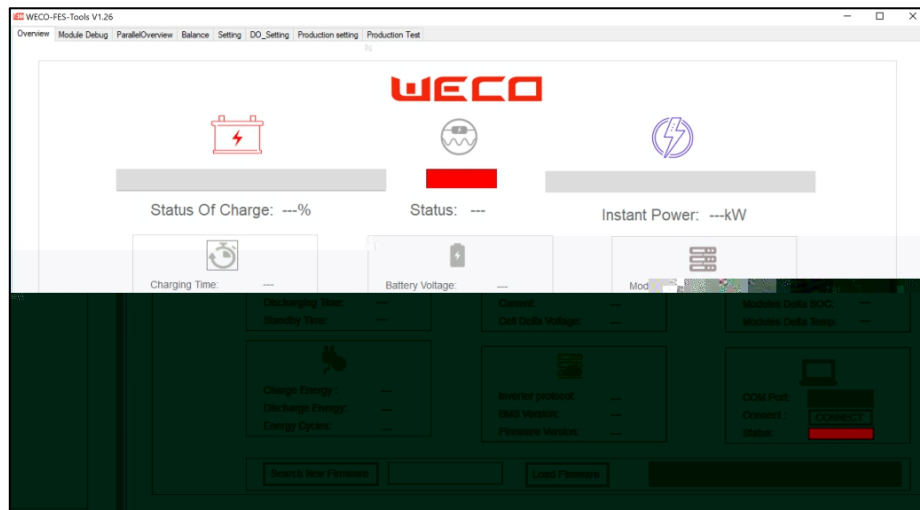 WECO-FES-Tools V1.26
Overview Module Debug ParallelOverview Balance Setting DO_Setting Production setting Production Test
WECO
Status Of Charge: ---%
Status: ---
Instant Power: ---kW
Charging Time: ---
Battery Voltage: ---
Discharging Time: ---
Current: ---
Modules Delta SOC: ---
Standby Time: ---
Cell Delta Voltage: ---
Modules Delta Temp: ---
Charge Energy : ---
Inverter protocol: ---
COM Port:
Discharge Energy: ---
BMS Version: ---
Connect : CONNECT
Energy Cycles: ---
Firmware Version: ---
Status:
Search New Firmware
Load Firmware